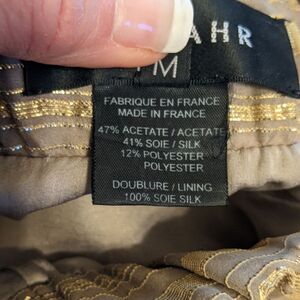 AHR
M
FABRIQUE EN FRANCE
MADE IN FRANCE
47% ACETATE / ACETATE
41% SOIE / SILK
12% POLYESTER
POLYESTER
DOUBLURE / LINING
100% SOIE SILK